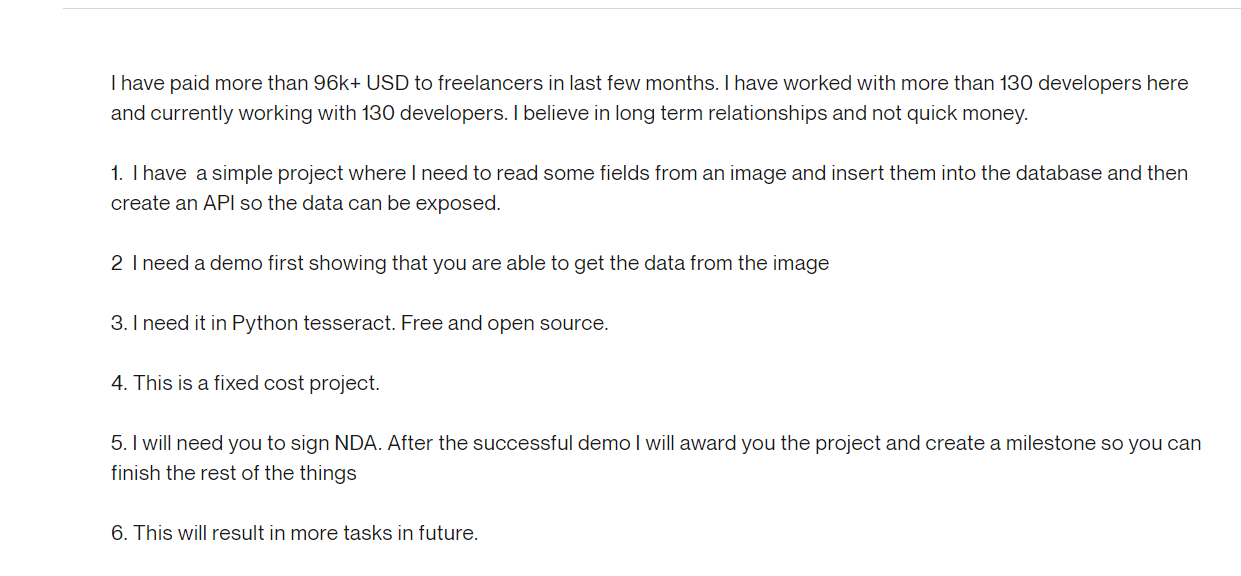 I have paid more than 96k+ USD to freelancers in last few months. I have worked with more than 130 developers here
and currently working with 130 developers. I believe in long term relationships and not quick money.
1. I have  a simple project where I need to read some fields from an image and insert them into the database and then
create an API so the data can be exposed.
2 I need a demo first showing that you are able to get the data from the image
3. I need it in Python tesseract. Free and open source.
4. This is a fixed cost project.
5. I will need you to sign NDA. After the successful demo I will award you the project and create a milestone so you can
finish the rest of the things
6. This will result in more tasks in future.